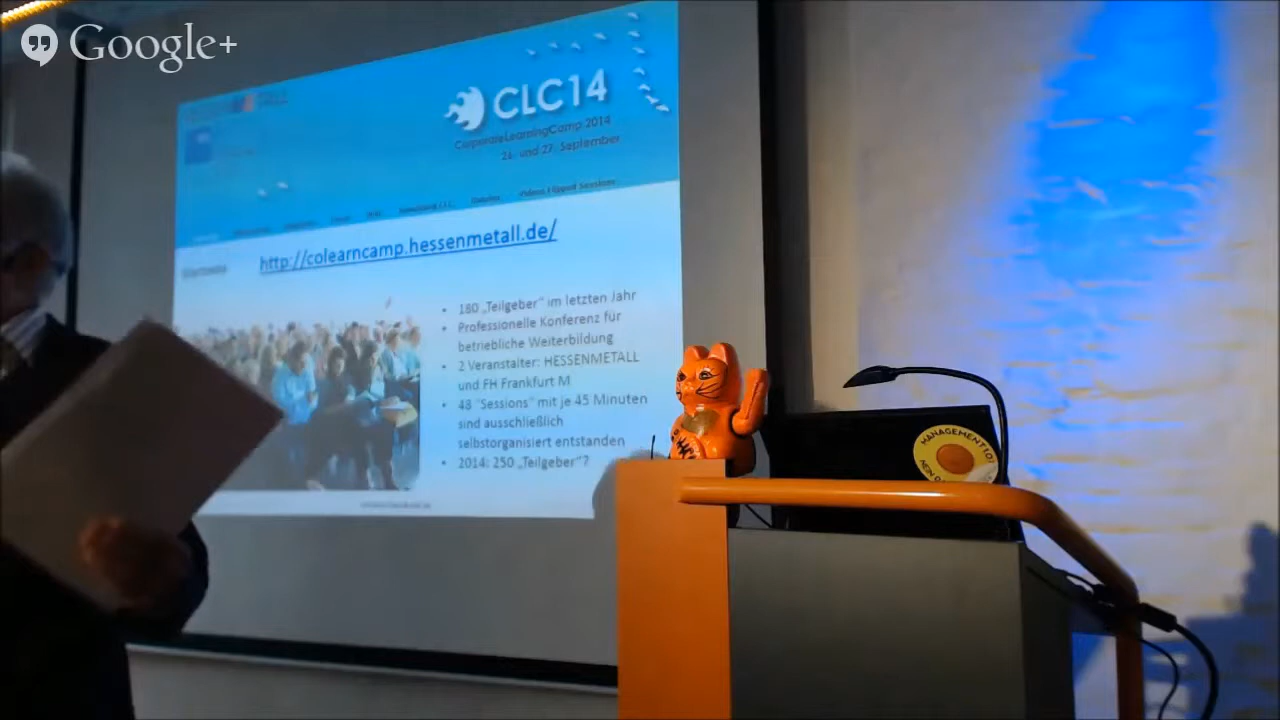 Google+
CLC14
CorporateLearningCamp 2014
26. und 27. September
http://colearncamp.hessenmetall.de/
Startseite
• 180 „Teilgeber" im letzten Jahr
• Professionelle Konferenz für
betriebliche Weiterbildung
• 2 Veranstalter: HESSENMETALL
und FH Frankfurt M
• 48 "Sessions" mit je 45 Minuten
sind ausschließlich
selbstorganisiert entstanden
• 2014: 250 „Teilgeber"?
MANAGEMENT